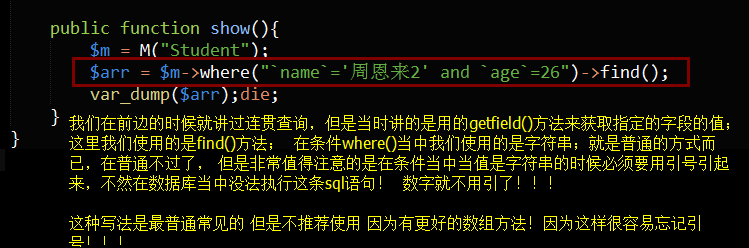 public function show(){
$m = M("Student");
$arr = $m->where("`name`='周恩来2' and `age`=26")->find();
var_dump($arr);die;
}
我们在前边的时候就讲过连贯查询，但是当时讲的是用的getfield()方法来获取指定的字段的值；
这里我们使用的是find()方法； 在条件where()当中我们使用的是字符串；就是普通的方式而
已，在普通不过了， 但是非常值得注意的是在条件当中当值是字符串的时候必须要用引号引起
来，不然在数据库当中没法执行这条sql语句！ 数字就不用引了！！！
}
这种写法是最普通常见的 但是不推荐使用 因为有更好的数组方法！因为这样很容易忘记引
号！！！